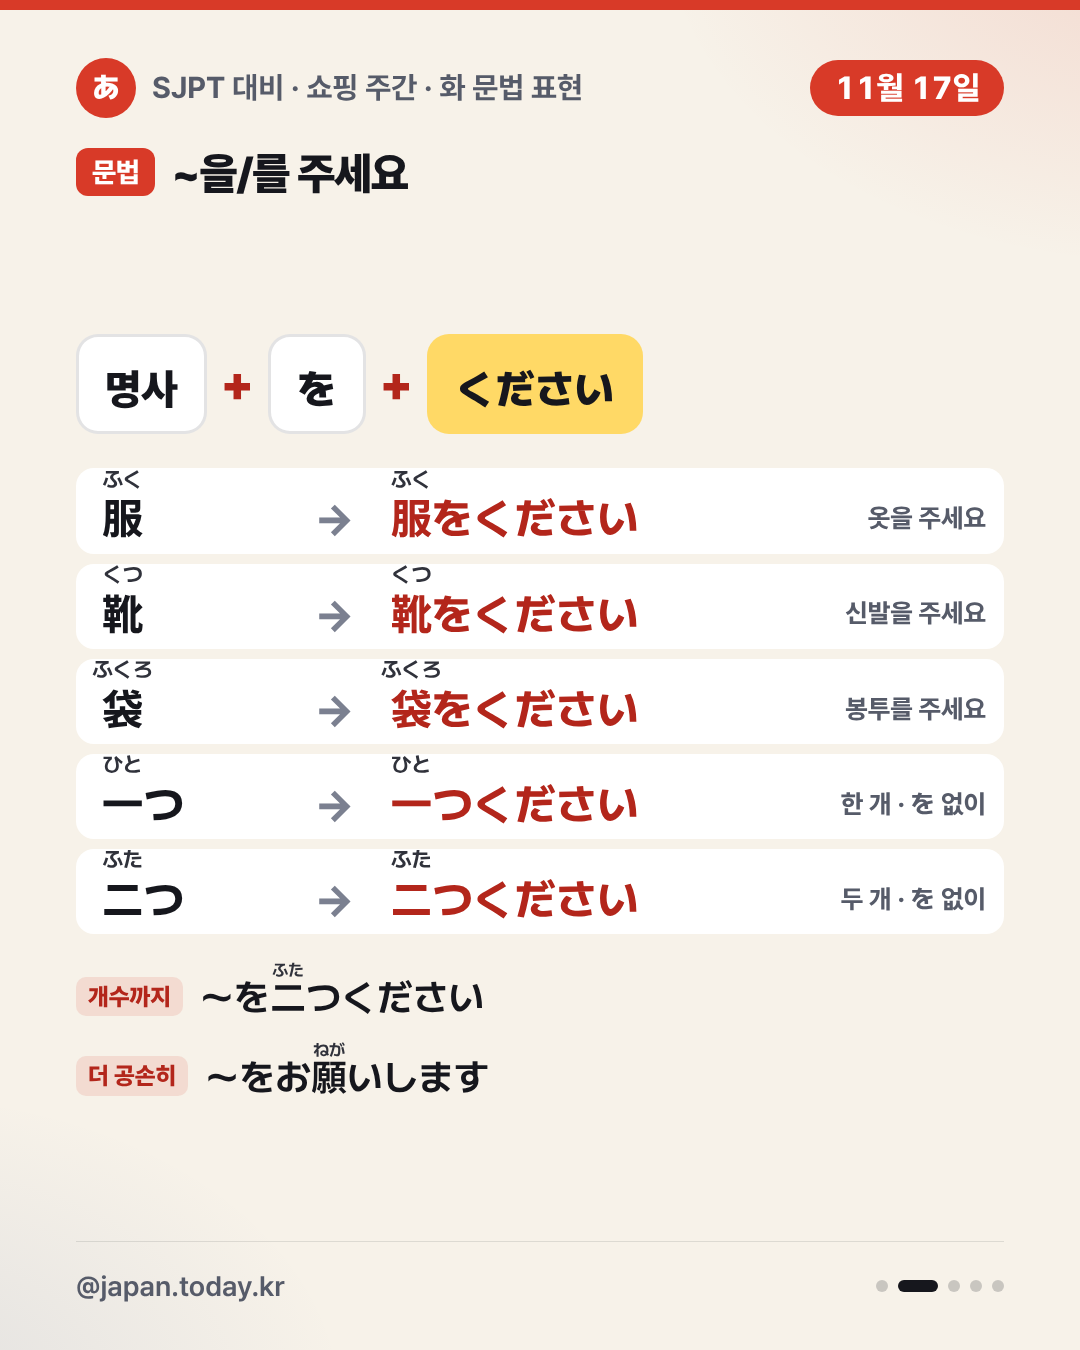 あ SJPT 대비 · 쇼핑 주간 · 화 문법 표현 11월 17일
문법 ~을/를 주세요
명사 + を + ください
ふく ふく
服 → 服をください 옷을 주세요
くつ くつ
靴 → 靴をください 신발을 주세요
ふくろ ふくろ
袋 → 袋をください 봉투를 주세요
ひと ひと
一つ → 一つください 한 개 · を 없이
ふた ふた
二つ → 二つください 두 개 · を 없이
ふた
개수까지 〜を二つください
ねが
더 공손히 〜をお願いします
@japan.today.kr